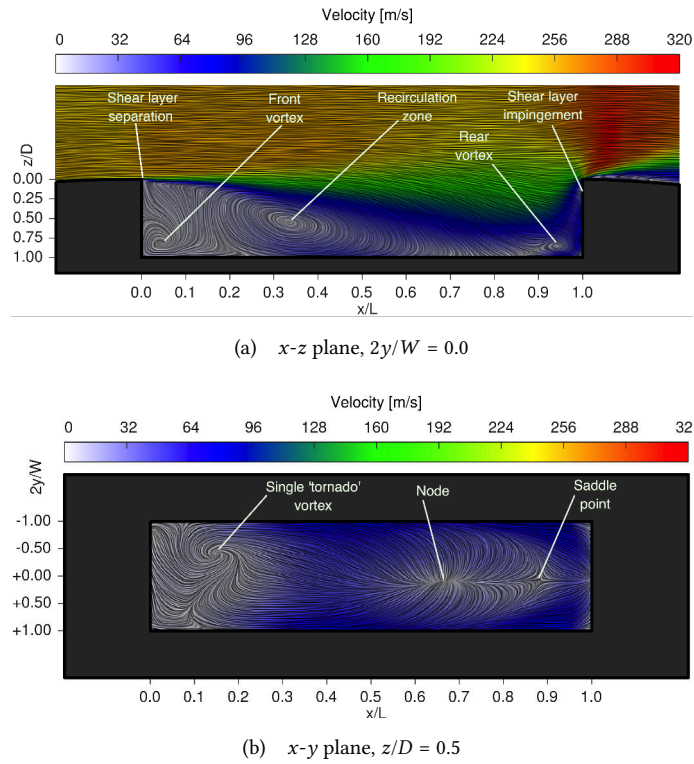 Velocity [m/s]
0 32 64 96 128 160 192 224 256 288 320
Shear layer
separation
Front
vortex
Recirculation
zone
Shear layer
impingement
Rear
vortex
z/D
0.00
0.25
0.50
0.75
1.00
0.0 0.1 0.2 0.3 0.4 0.5 0.6 0.7 0.8 0.9 1.0
x/L
(a) x-z plane, 2y/W = 0.0
Velocity [m/s]
0 32 64 96 128 160 192 224 256 288 32
2y/W
Single 'tornado'
vortex
Node
Saddle
point
-1.00
-0.50
+0.00
+0.50
+1.00
0.0 0.1 0.2 0.3 0.4 0.5 0.6 0.7 0.8 0.9 1.0
x/L
(b) x-y plane, z/D = 0.5